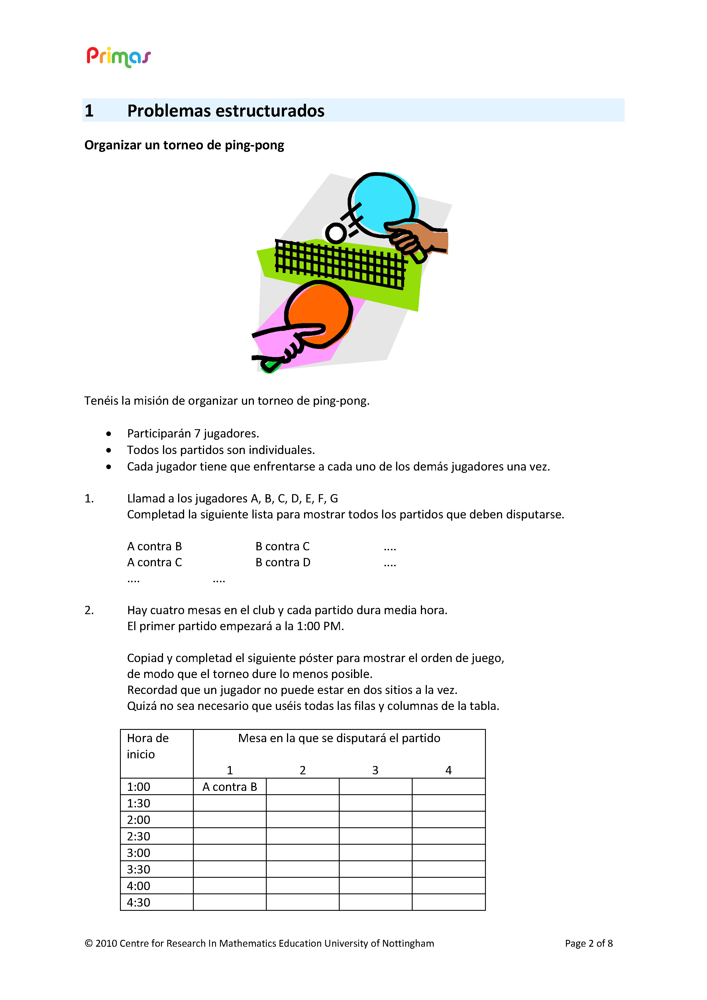 Primas
1 Problemas estructurados
Organizar un torneo de ping-pong
Tenéis la misión de organizar un torneo de ping-pong.
• Participarán 7 jugadores.
• Todos los partidos son individuales.
• Cada jugador tiene que enfrentarse a cada uno de los demás jugadores una vez.
1. Llamad a los jugadores A, B, C, D, E, F, G
Completad la siguiente lista para mostrar todos los partidos que deben disputarse.
A contra B B contra C ....
A contra C B contra D ....
.... ....
2. Hay cuatro mesas en el club y cada partido dura media hora.
El primer partido empezará a la 1:00 PM.
Copiad y completad el siguiente póster para mostrar el orden de juego,
de modo que el torneo dure lo menos posible.
Recordad que un jugador no puede estar en dos sitios a la vez.
Quizá no sea necesario que uséis todas las filas y columnas de la tabla.
Hora de Mesa en la que se disputará el partido
inicio
1 2 3 4
1:00 A contra B
1:30
2:00
2:30
3:00
3:30
4:00
4:30
© 2010 Centre for Research In Mathematics Education University of Nottingham Page 2 of 8